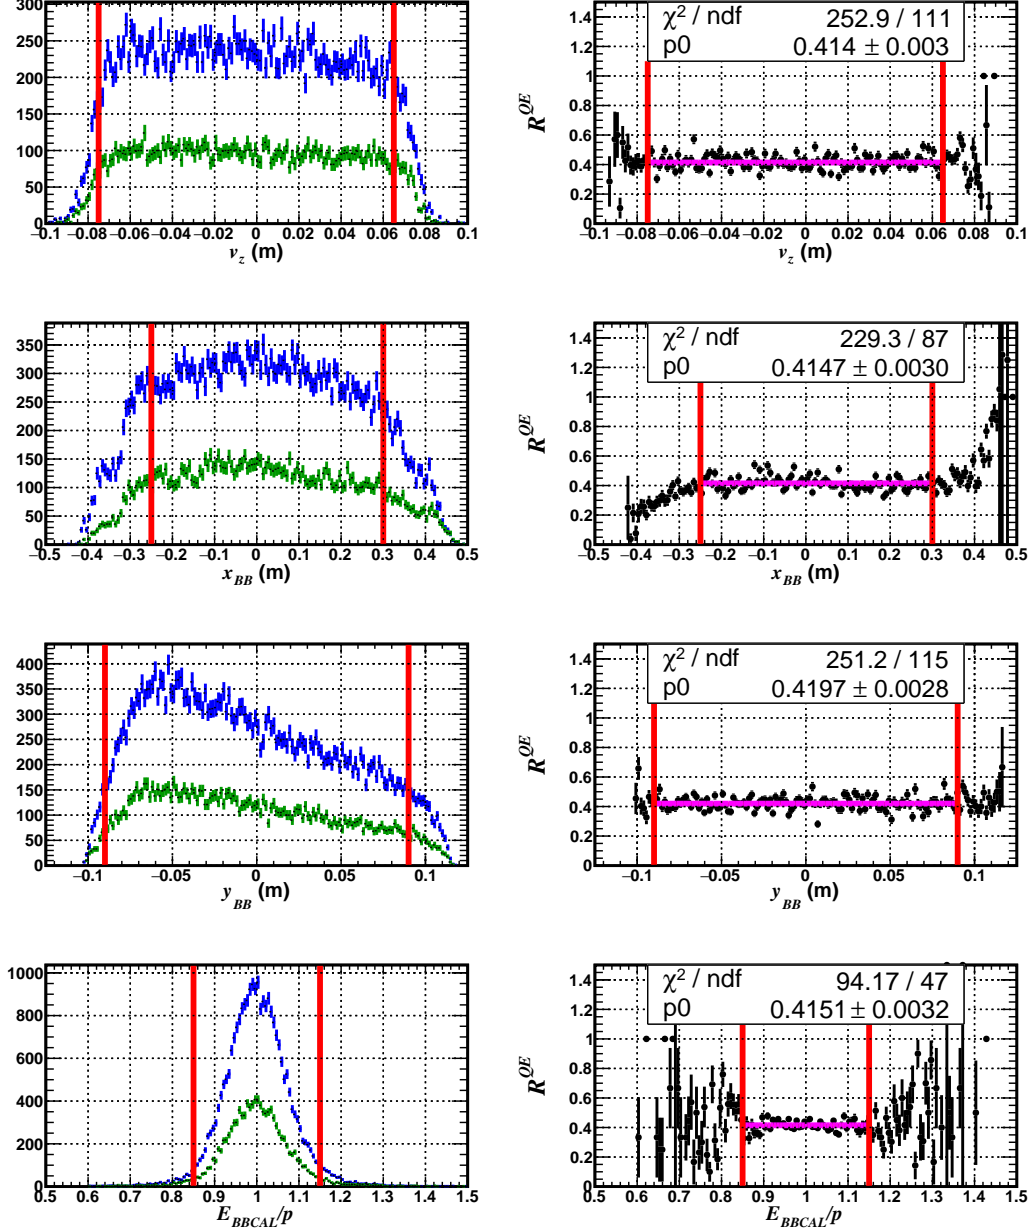 300
250
200
150
100
50
0
−0.1 −0.08 −0.06 −0.04 −0.02 0 0.02 0.04 0.06 0.08 0.1
v_z (m)
χ² / ndf 252.9 / 111
p0 0.414 ± 0.003
R^QE
1.4
1.2
1
0.8
0.6
0.4
0.2
0
−0.1 −0.08 −0.06 −0.04 −0.02 0 0.02 0.04 0.06 0.08 0.1
v_z (m)
350
300
250
200
150
100
50
0
−0.5 −0.4 −0.3 −0.2 −0.1 0 0.1 0.2 0.3 0.4 0.5
x_BB (m)
χ² / ndf 229.3 / 87
p0 0.4147 ± 0.0030
R^QE
1.4
1.2
1
0.8
0.6
0.4
0.2
0
−0.5 −0.4 −0.3 −0.2 −0.1 0 0.1 0.2 0.3 0.4 0.5
x_BB (m)
400
350
300
250
200
150
100
50
0
−0.1 −0.05 0 0.05 0.1
y_BB (m)
χ² / ndf 251.2 / 115
p0 0.4197 ± 0.0028
R^QE
1.4
1.2
1
0.8
0.6
0.4
0.2
0
−0.1 −0.05 0 0.05 0.1
y_BB (m)
1000
800
600
400
200
0
0.5 0.6 0.7 0.8 0.9 1 1.1 1.2 1.3 1.4 1.5
E_BBCAL/p
χ² / ndf 94.17 / 47
p0 0.4151 ± 0.0032
R^QE
1.4
1.2
1
0.8
0.6
0.4
0.2
0
0.5 0.6 0.7 0.8 0.9 1 1.1 1.2 1.3 1.4 1.5
E_BBCAL/p